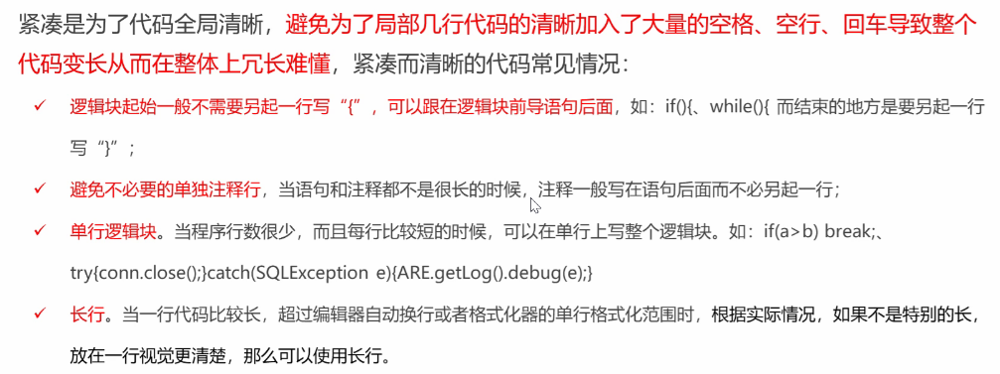 紧凑是为了代码全局清晰，避免为了局部几行代码的清晰加入了大量的空格、空行、回车导致整个
代码变长从而在整体上冗长难懂，紧凑而清晰的代码常见情况：
✓ 逻辑块起始一般不需要另起一行写“{”，可以跟在逻辑块前导语句后面，如：if(){、while(){ 而结束的地方是要另起一行
写“}”；
✓ 避免不必要的单独注释行，当语句和注释都不是很长的时候，注释一般写在语句后面而不必另起一行；
✓ 单行逻辑块。当程序行数很少，而且每行比较短的时候，可以在单行上写整个逻辑块。如：if(a>b) break;、
try{conn.close();}catch(SQLException e){ARE.getLog().debug(e);}
✓ 长行。当一行代码比较长，超过编辑器自动换行或者格式化器的单行格式化范围时，根据实际情况，如果不是特别的长，
放在一行视觉更清楚，那么可以使用长行。